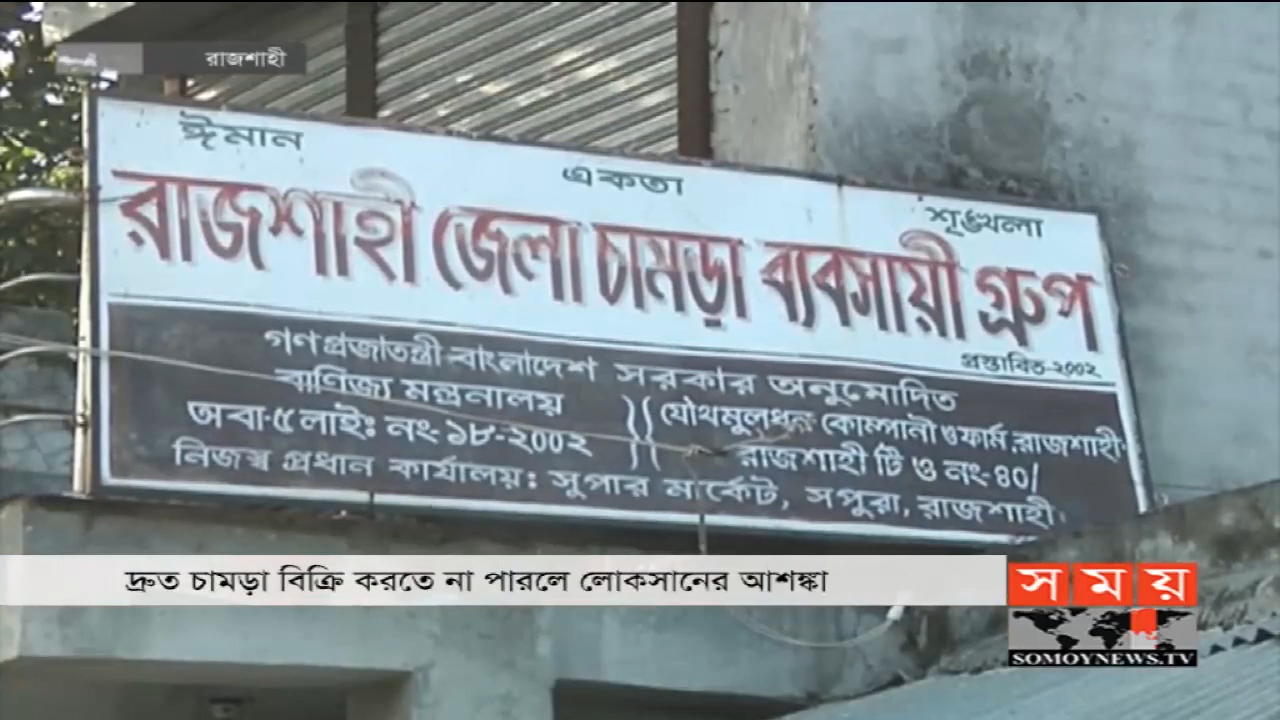 রাজশাহী
ঈমান একতা শৃঙ্খলা
রাজশাহী জেলা চামড়া ব্যবসায়ী গ্রুপ
প্রস্তাবিত-২০০২
গণপ্রজাতন্ত্রী বাংলাদেশ সরকার অনুমোদিত
বাণিজ্য মন্ত্রনালয় যৌথমুলধন কোম্পানী ও ফার্ম, রাজশাহী
অবা-৫ লাইঃ নং-১৮-২০০২ রাজশাহী টি ও নং-৪০/
নিজস্ব প্রধান কার্যালয়ঃ সুপার মার্কেট, সপুরা, রাজশাহী।
দ্রুত চামড়া বিক্রি করতে না পারলে লোকসানের আশঙ্কা
সময়
SOMOYNEWS.TV